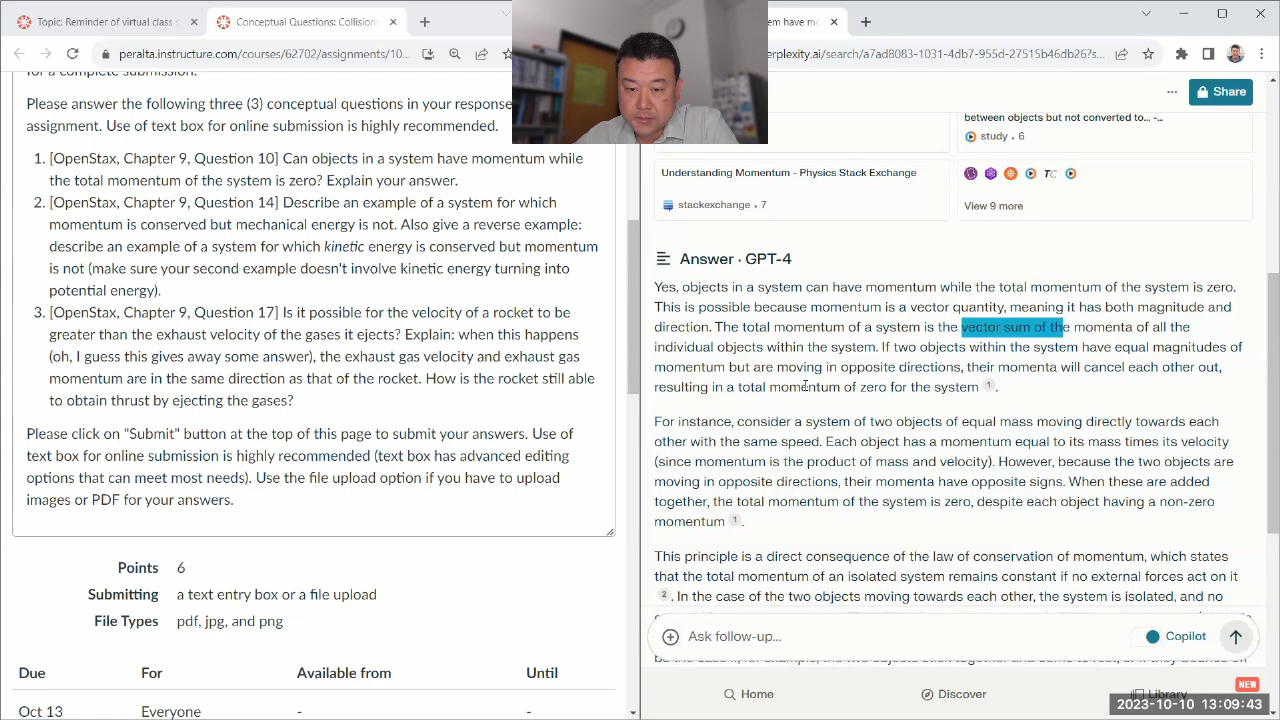 Topic: Reminder of virtual class s
Conceptual Questions: Collision
em have mo
peralta.instructure.com/courses/62702/assignments/10...
erplexity.ai/search/a7ad8083-1031-4db7-955d-27515b46db26?s...
for a complete submission.
Please answer the following three (3) conceptual questions in your response
assignment. Use of text box for online submission is highly recommended.
1. [OpenStax, Chapter 9, Question 10] Can objects in a system have momentum while
the total momentum of the system is zero? Explain your answer.
2. [OpenStax, Chapter 9, Question 14] Describe an example of a system for which
momentum is conserved but mechanical energy is not. Also give a reverse example:
describe an example of a system for which kinetic energy is conserved but momentum
is not (make sure your second example doesn't involve kinetic energy turning into
potential energy).
3. [OpenStax, Chapter 9, Question 17] Is it possible for the velocity of a rocket to be
greater than the exhaust velocity of the gases it ejects? Explain: when this happens
(oh, I guess this gives away some answer), the exhaust gas velocity and exhaust gas
momentum are in the same direction as that of the rocket. How is the rocket still able
to obtain thrust by ejecting the gases?
Please click on "Submit" button at the top of this page to submit your answers. Use of
text box for online submission is highly recommended (text box has advanced editing
options that can meet most needs). Use the file upload option if you have to upload
images or PDF for your answers.
Points 6
Submitting a text entry box or a file upload
File Types pdf, jpg, and png
Due For Available from Until
Oct 13 Everyone - -
Share
between objects but not converted to... -...
study . 6
Understanding Momentum - Physics Stack Exchange
stackexchange . 7
TC
View 9 more
Answer · GPT-4
Yes, objects in a system can have momentum while the total momentum of the system is zero.
This is possible because momentum is a vector quantity, meaning it has both magnitude and
direction. The total momentum of a system is the vector sum of the momenta of all the
individual objects within the system. If two objects within the system have equal magnitudes of
momentum but are moving in opposite directions, their momenta will cancel each other out,
resulting in a total momentum of zero for the system 1.
For instance, consider a system of two objects of equal mass moving directly towards each
other with the same speed. Each object has a momentum equal to its mass times its velocity
(since momentum is the product of mass and velocity). However, because the two objects are
moving in opposite directions, their momenta have opposite signs. When these are added
together, the total momentum of the system is zero, despite each object having a non-zero
momentum 1.
This principle is a direct consequence of the law of conservation of momentum, which states
that the total momentum of an isolated system remains constant if no external forces act on it
2. In the case of the two objects moving towards each other, the system is isolated, and no
Ask follow-up...
Copilot
Home
Discover
Library
NEW
2023-10-10 13:09:43